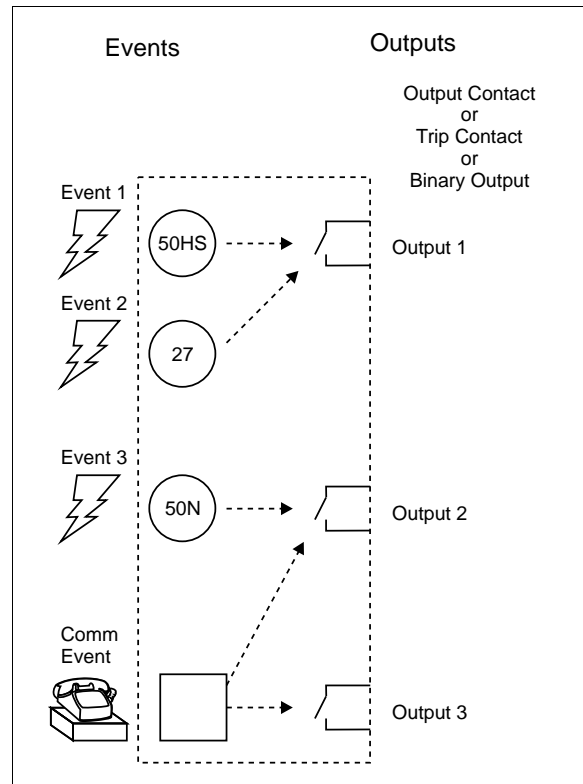 Events
Outputs
Output Contact
or
Trip Contact
or
Binary Output
Event 1
50HS
Output 1
Event 2
27
Event 3
50N
Output 2
Comm
Event
Output 3